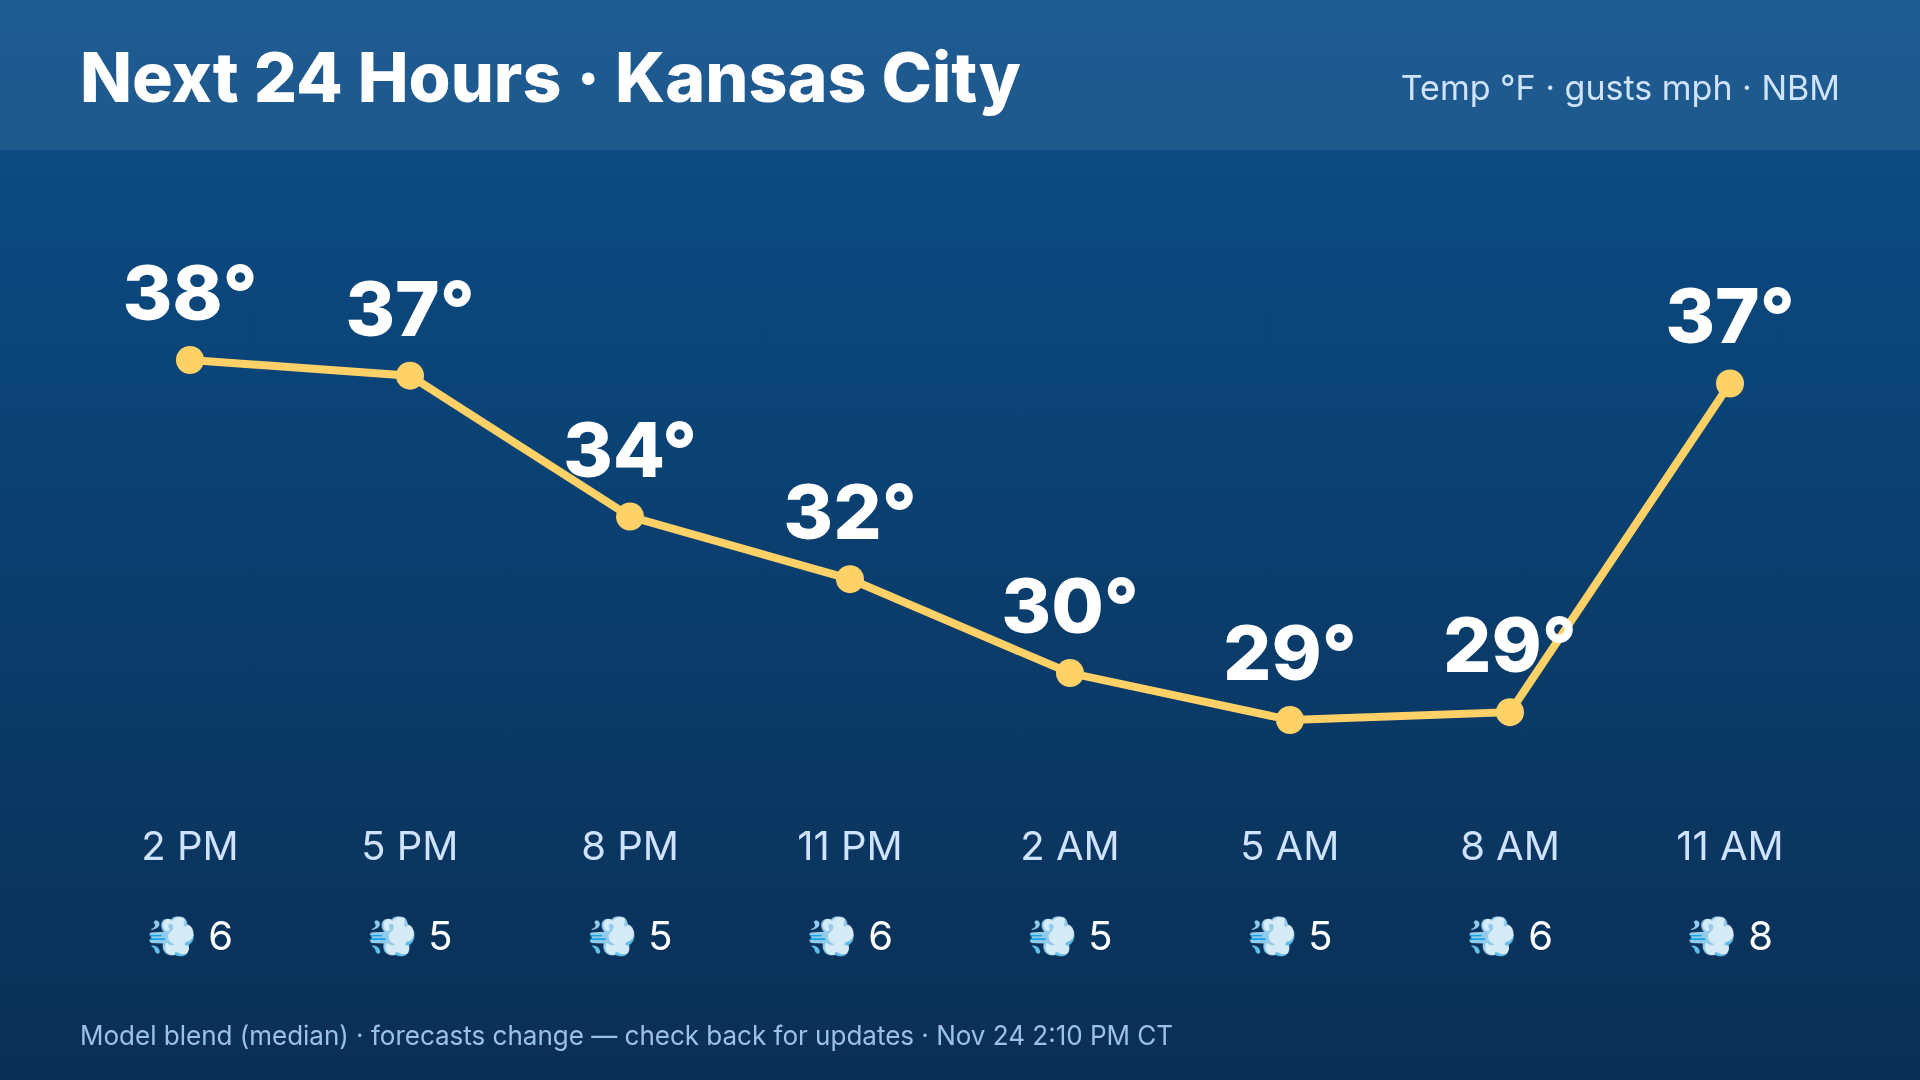 Next 24 Hours · Kansas City
Temp °F · gusts mph · NBM
38° 37° 34° 32° 30° 29° 29° 37°
2 PM 5 PM 8 PM 11 PM 2 AM 5 AM 8 AM 11 AM
💨 6 💨 5 💨 5 💨 6 💨 5 💨 5 💨 6 💨 8
Model blend (median) · forecasts change — check back for updates · Nov 24 2:10 PM CT